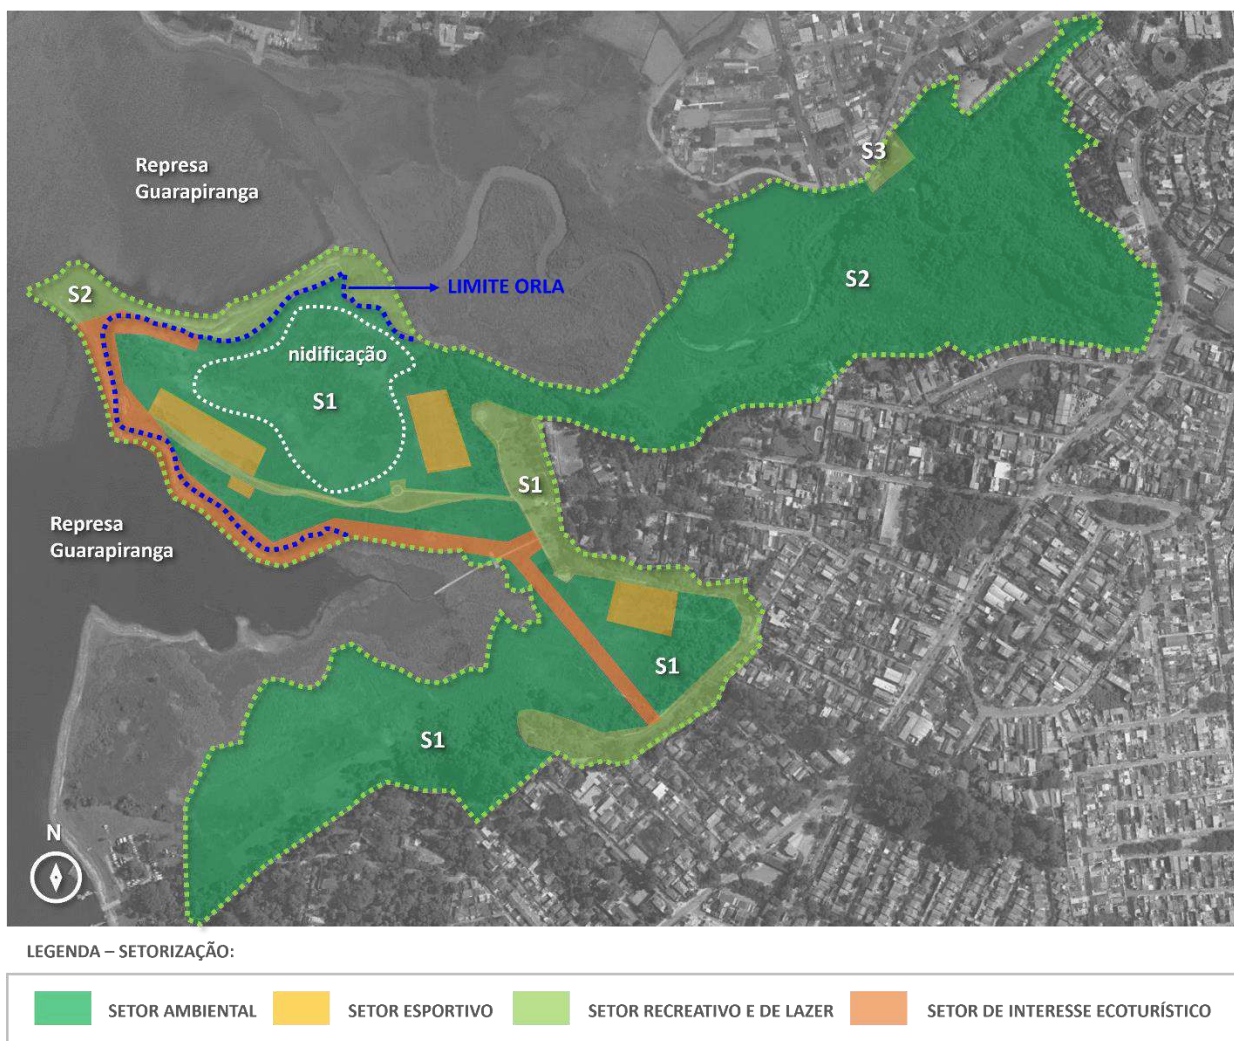 S3
Represa
Guarapiranga
S2
S2
LIMITE ORLA
nidificação
S1
S1
Represa
Guarapiranga
S1
S1
N
LEGENDA – SETORIZAÇÃO:
SETOR AMBIENTAL
SETOR ESPORTIVO
SETOR RECREATIVO E DE LAZER
SETOR DE INTERESSE ECOTURÍSTICO